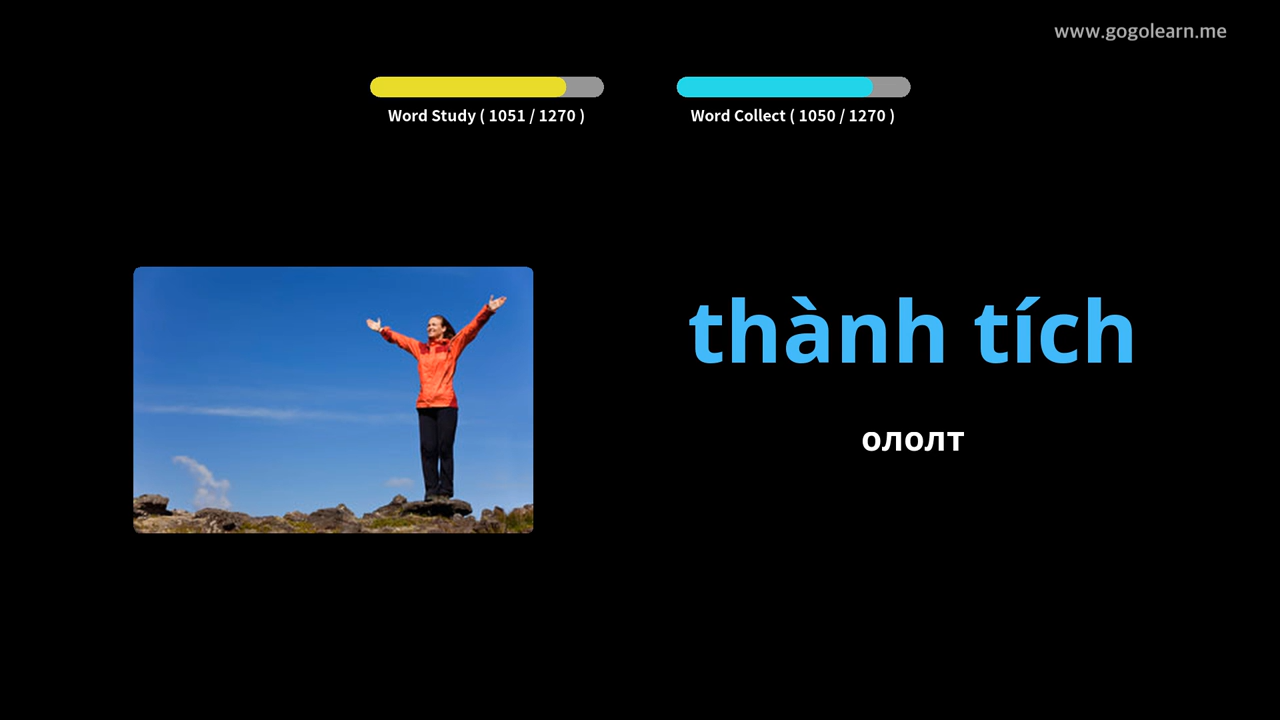 www.gogolearn.me
Word Study ( 1051 / 1270 )
Word Collect ( 1050 / 1270 )
thành tích
ололт